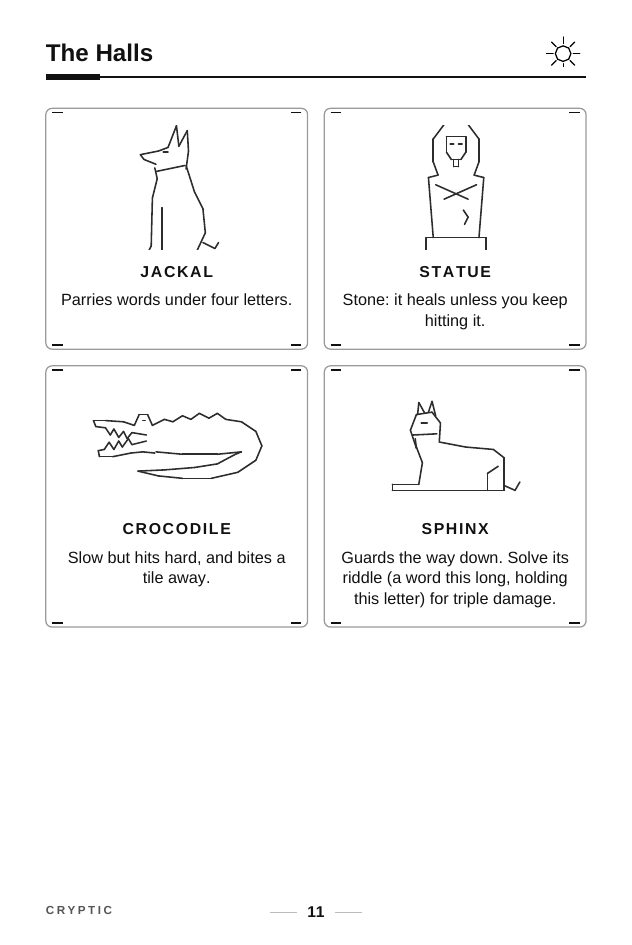 The Halls
JACKAL
Parries words under four letters.
STATUE
Stone: it heals unless you keep
hitting it.
CROCODILE
Slow but hits hard, and bites a
tile away.
SPHINX
Guards the way down. Solve its
riddle (a word this long, holding
this letter) for triple damage.
CRYPTIC
11